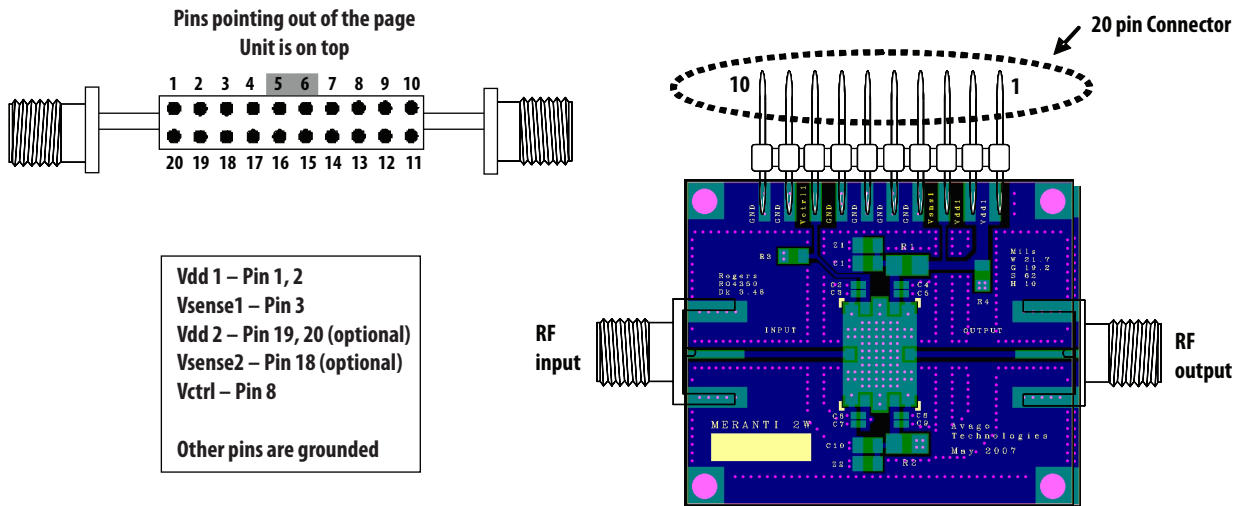 Pins pointing out of the page
Unit is on top
1 2 3 4 5 6 7 8 9 10
20 19 18 17 16 15 14 13 12 11
Vdd 1 – Pin 1, 2
Vsense1 – Pin 3
Vdd 2 – Pin 19, 20 (optional)
Vsense2 – Pin 18 (optional)
Vctrl – Pin 8
Other pins are grounded
20 pin Connector
10
1
GND
GND
Vctrl1
GND
GND
GND
GND
Vsns1
Vdd1
Vdd1
Z1
R1
C1
R3
C2
C3
C4
C5
R4
Rogers
RO4350
Dk 3.48
Mils
W 21.7
G 19.2
S 62
H 10
RF
input
INPUT
OUTPUT
RF
output
C6
C7
C8
C9
C10
Z2
R2
MERANTI 2W
Avago
Technologies
May 2007